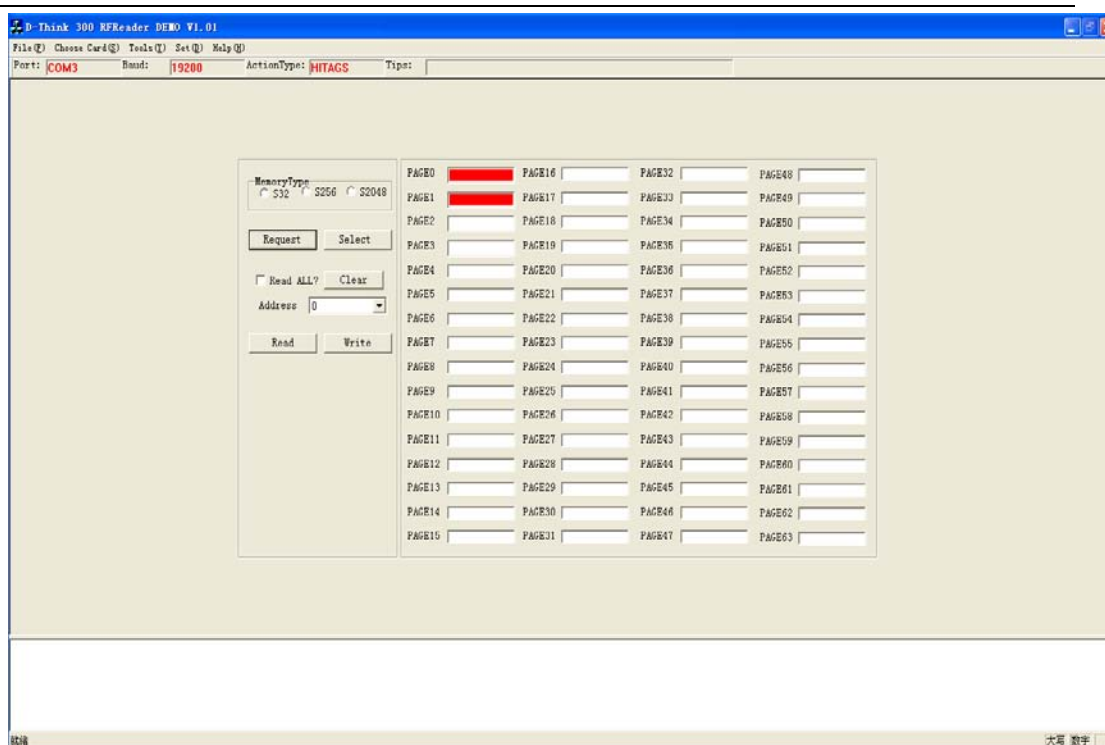 D-Think 300 RFReader DEMO V1.01
File(F) Choose Card(S) Tools(T) Set(Q) Help(H)
Port: COM3 Baud: 19200 ActionType: HITAGS Tips:
MemoryType
S32 S256 S2048
Request Select
Read ALL? Clear
Address 0
Read Write
PAGE0 PAGE16 PAGE32 PAGE48
PAGE1 PAGE17 PAGE33 PAGE49
PAGE2 PAGE18 PAGE34 PAGE50
PAGE3 PAGE19 PAGE35 PAGE51
PAGE4 PAGE20 PAGE36 PAGE52
PAGE5 PAGE21 PAGE37 PAGE53
PAGE6 PAGE22 PAGE38 PAGE54
PAGE7 PAGE23 PAGE39 PAGE55
PAGE8 PAGE24 PAGE40 PAGE56
PAGE9 PAGE25 PAGE41 PAGE57
PAGE10 PAGE26 PAGE42 PAGE58
PAGE11 PAGE27 PAGE43 PAGE59
PAGE12 PAGE28 PAGE44 PAGE60
PAGE13 PAGE29 PAGE45 PAGE61
PAGE14 PAGE30 PAGE46 PAGE62
PAGE15 PAGE31 PAGE47 PAGE63
就绪 大写 数字